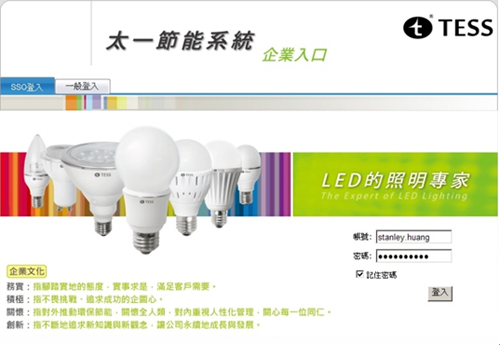 太一節能系統
企業入口
TESS
SSO登入
一般登入
TESS
TESS
TESS
LED的照明專家
The Expert of LED Lighting
帳號: stanley.huang
密碼: ●●●●●●●●●●
記住密碼
登入
企業文化
務實：指腳踏實地的態度，實事求是，滿足客戶需要。
積極：指不畏挑戰、追求成功的企圖心。
關懷：指對外推動環保節能，關懷全人類，對內重視人性化管理，關心每一位同仁。
創新：指不斷地追求新知識與新觀念，讓公司永續地成長與發展。